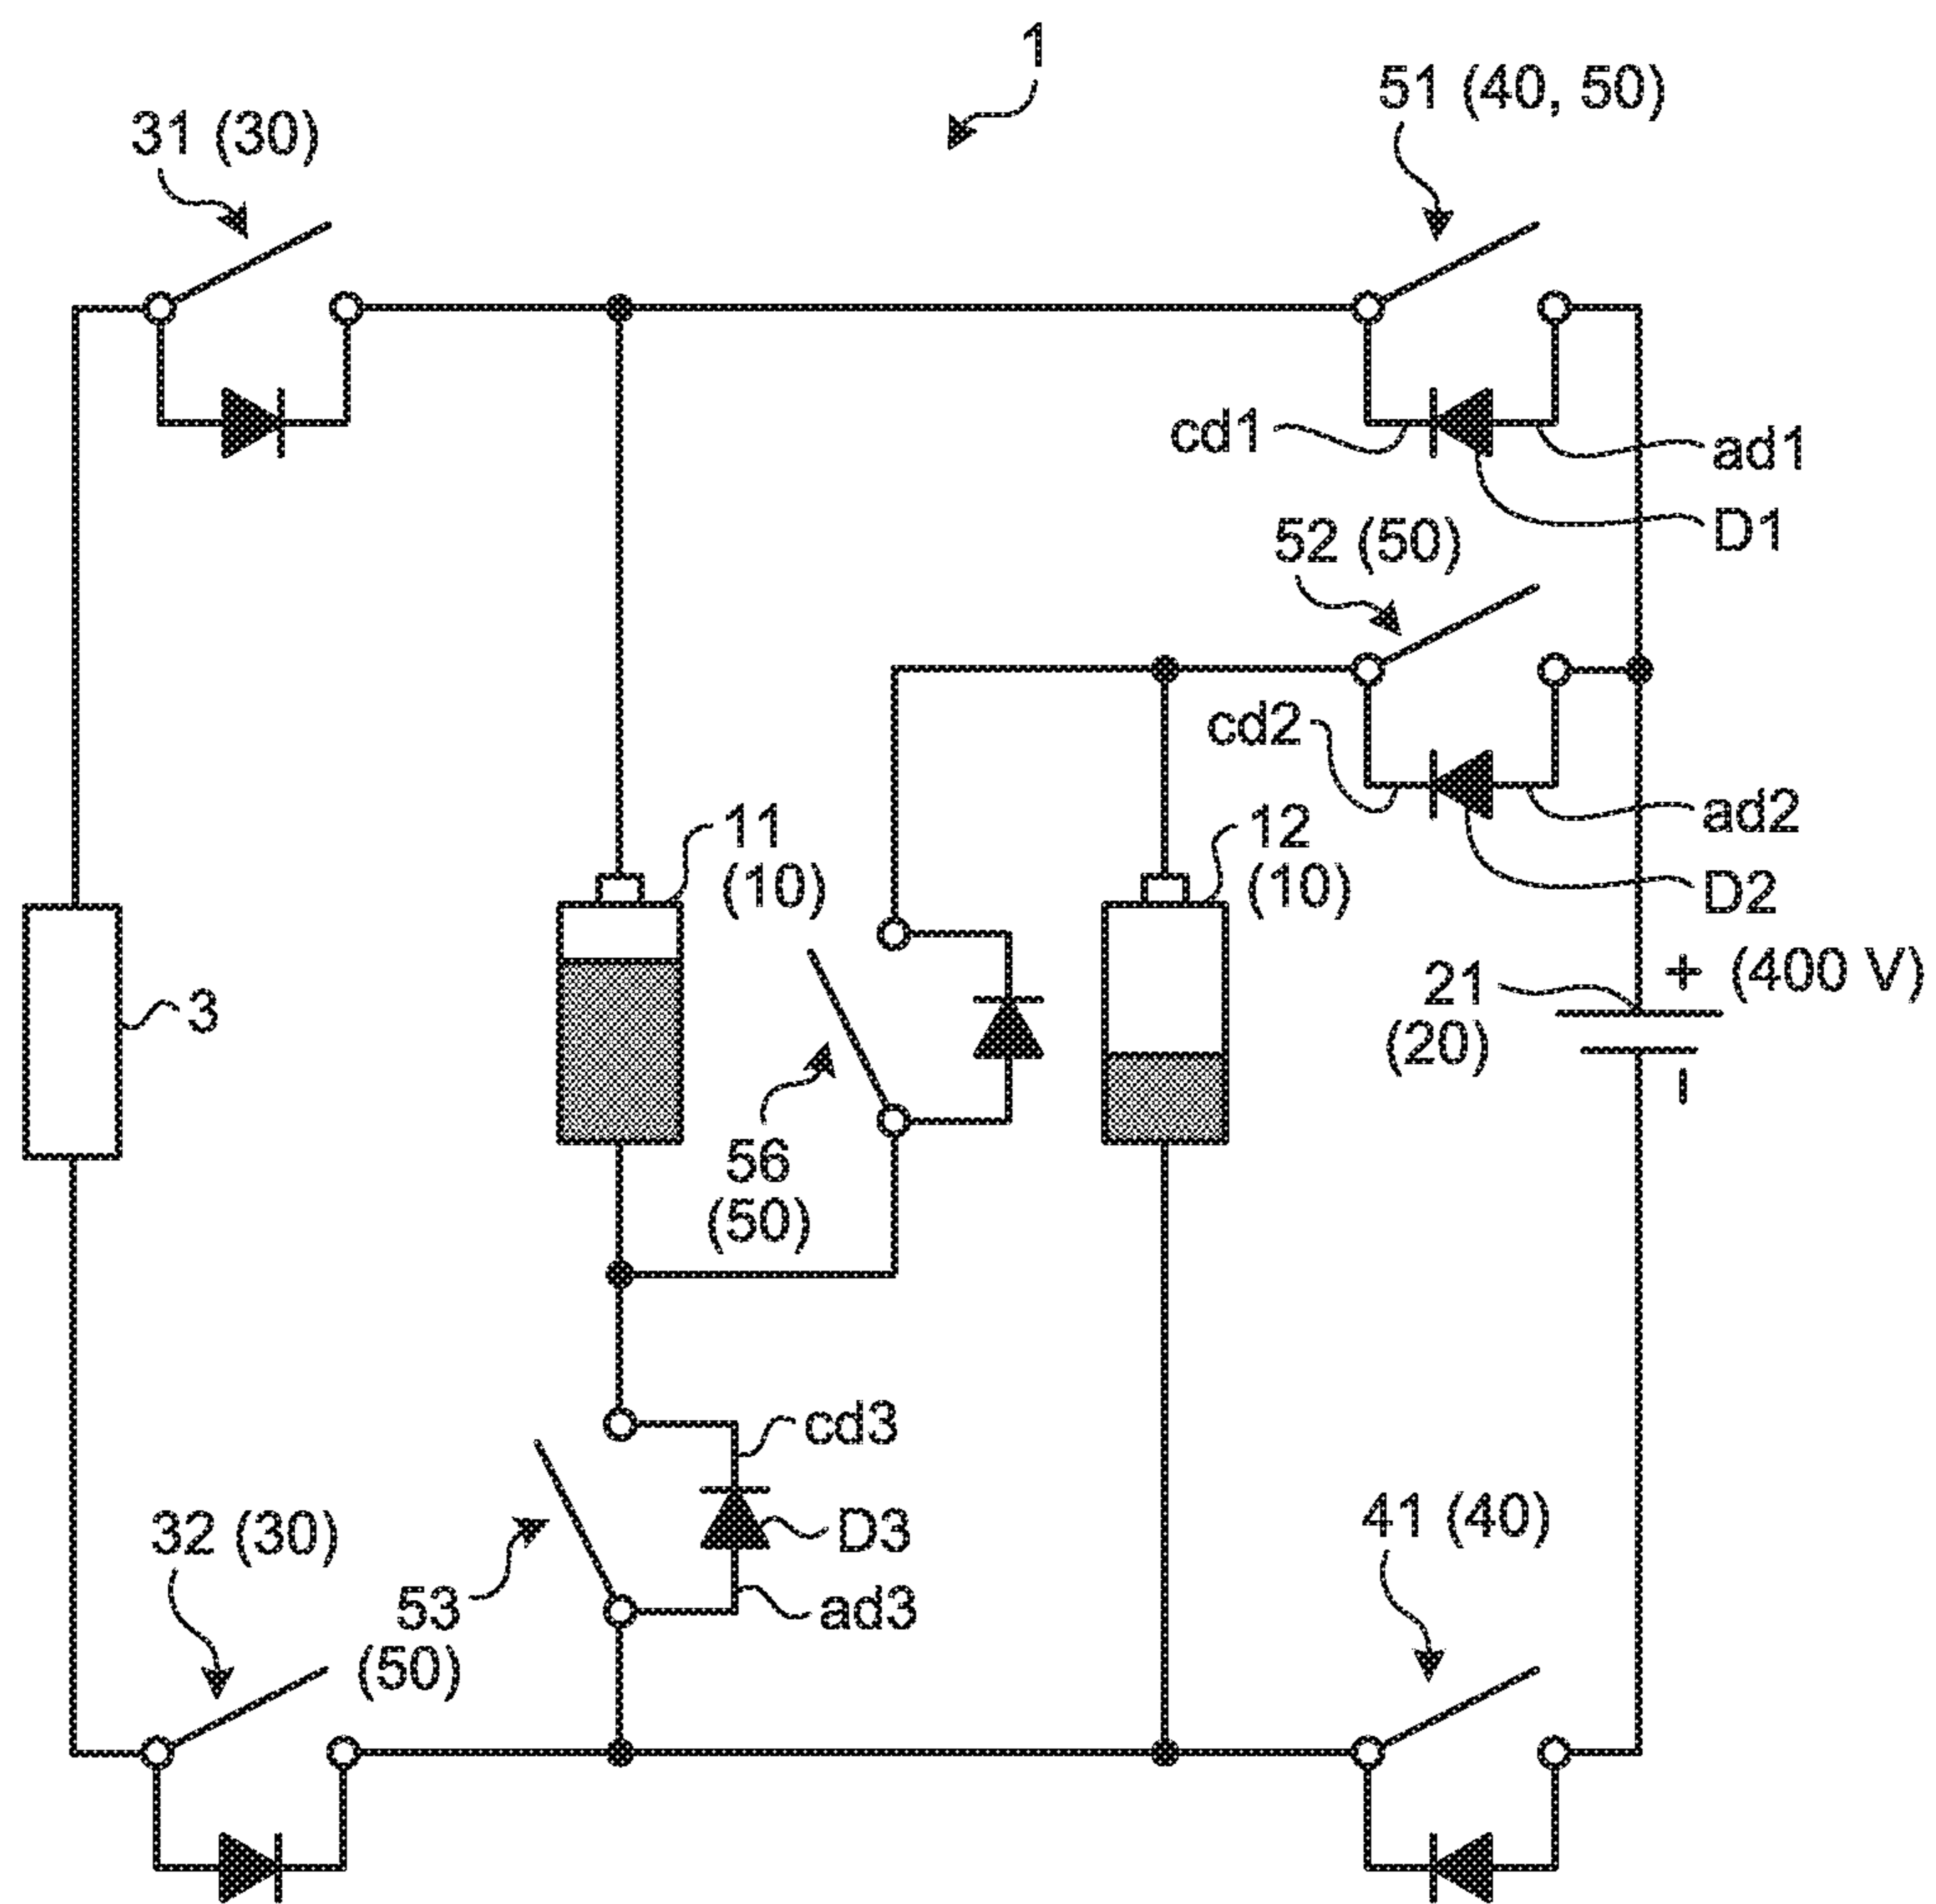 1
31 (30)
51 (40, 50)
cd1
ad1
D1
52 (50)
cd2
ad2
D2
11
(10)
12
(10)
21
(20)
+ (400 V)
−
3
56
(50)
cd3
D3
ad3
53
(50)
32 (30)
41 (40)